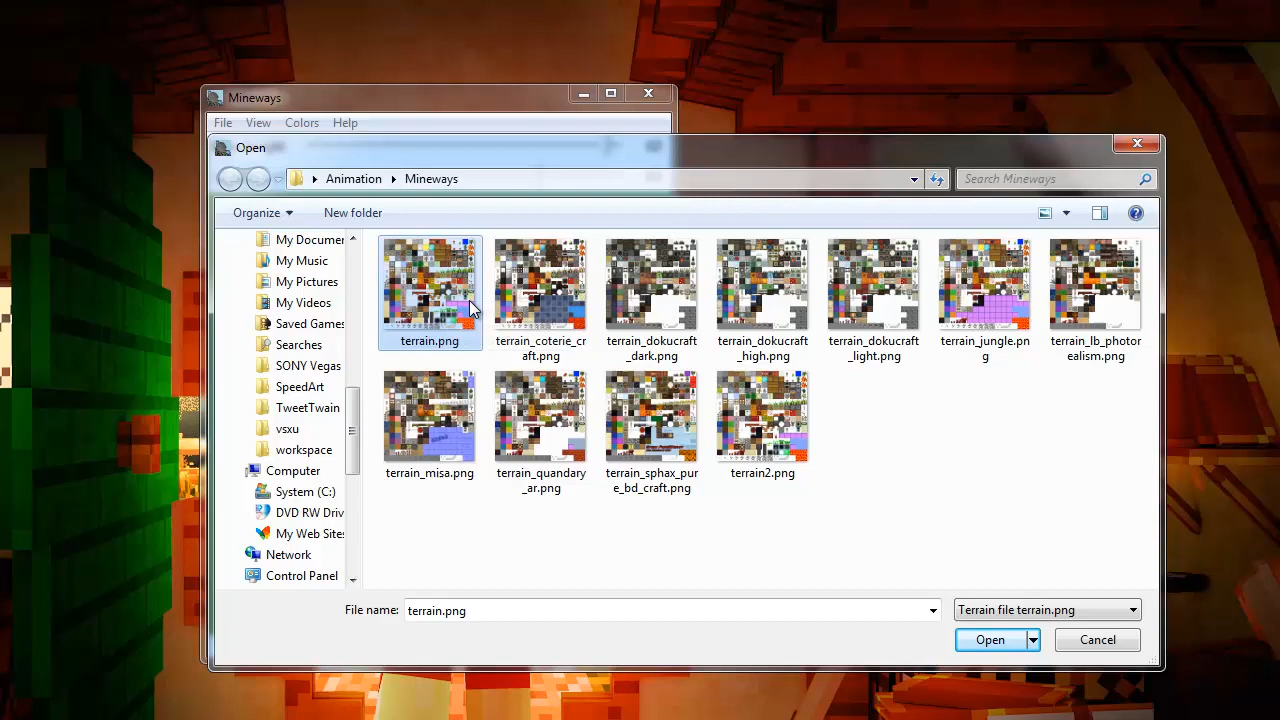 Mineways
File View Colors Help
Open
Animation Mineways
Search Mineways
Organize New folder
My Documer
My Music
My Pictures
My Videos
Saved Games
Searches
SONY Vegas
SpeedArt
TweetTwain
vsxu
workspace
Computer
System (C:)
DVD RW Driv
My Web Sites
Network
Control Panel
terrain.png
terrain_coterie_cr
aft.png
terrain_dokucraft
_dark.png
terrain_dokucraft
_high.png
terrain_dokucraft
_light.png
terrain_jungle.pn
g
terrain_lb_photor
ealism.png
terrain_misa.png
terrain_quandary
_ar.png
terrain_sphax_pur
e_bd_craft.png
terrain2.png
File name: terrain.png
Terrain file terrain.png
Open Cancel